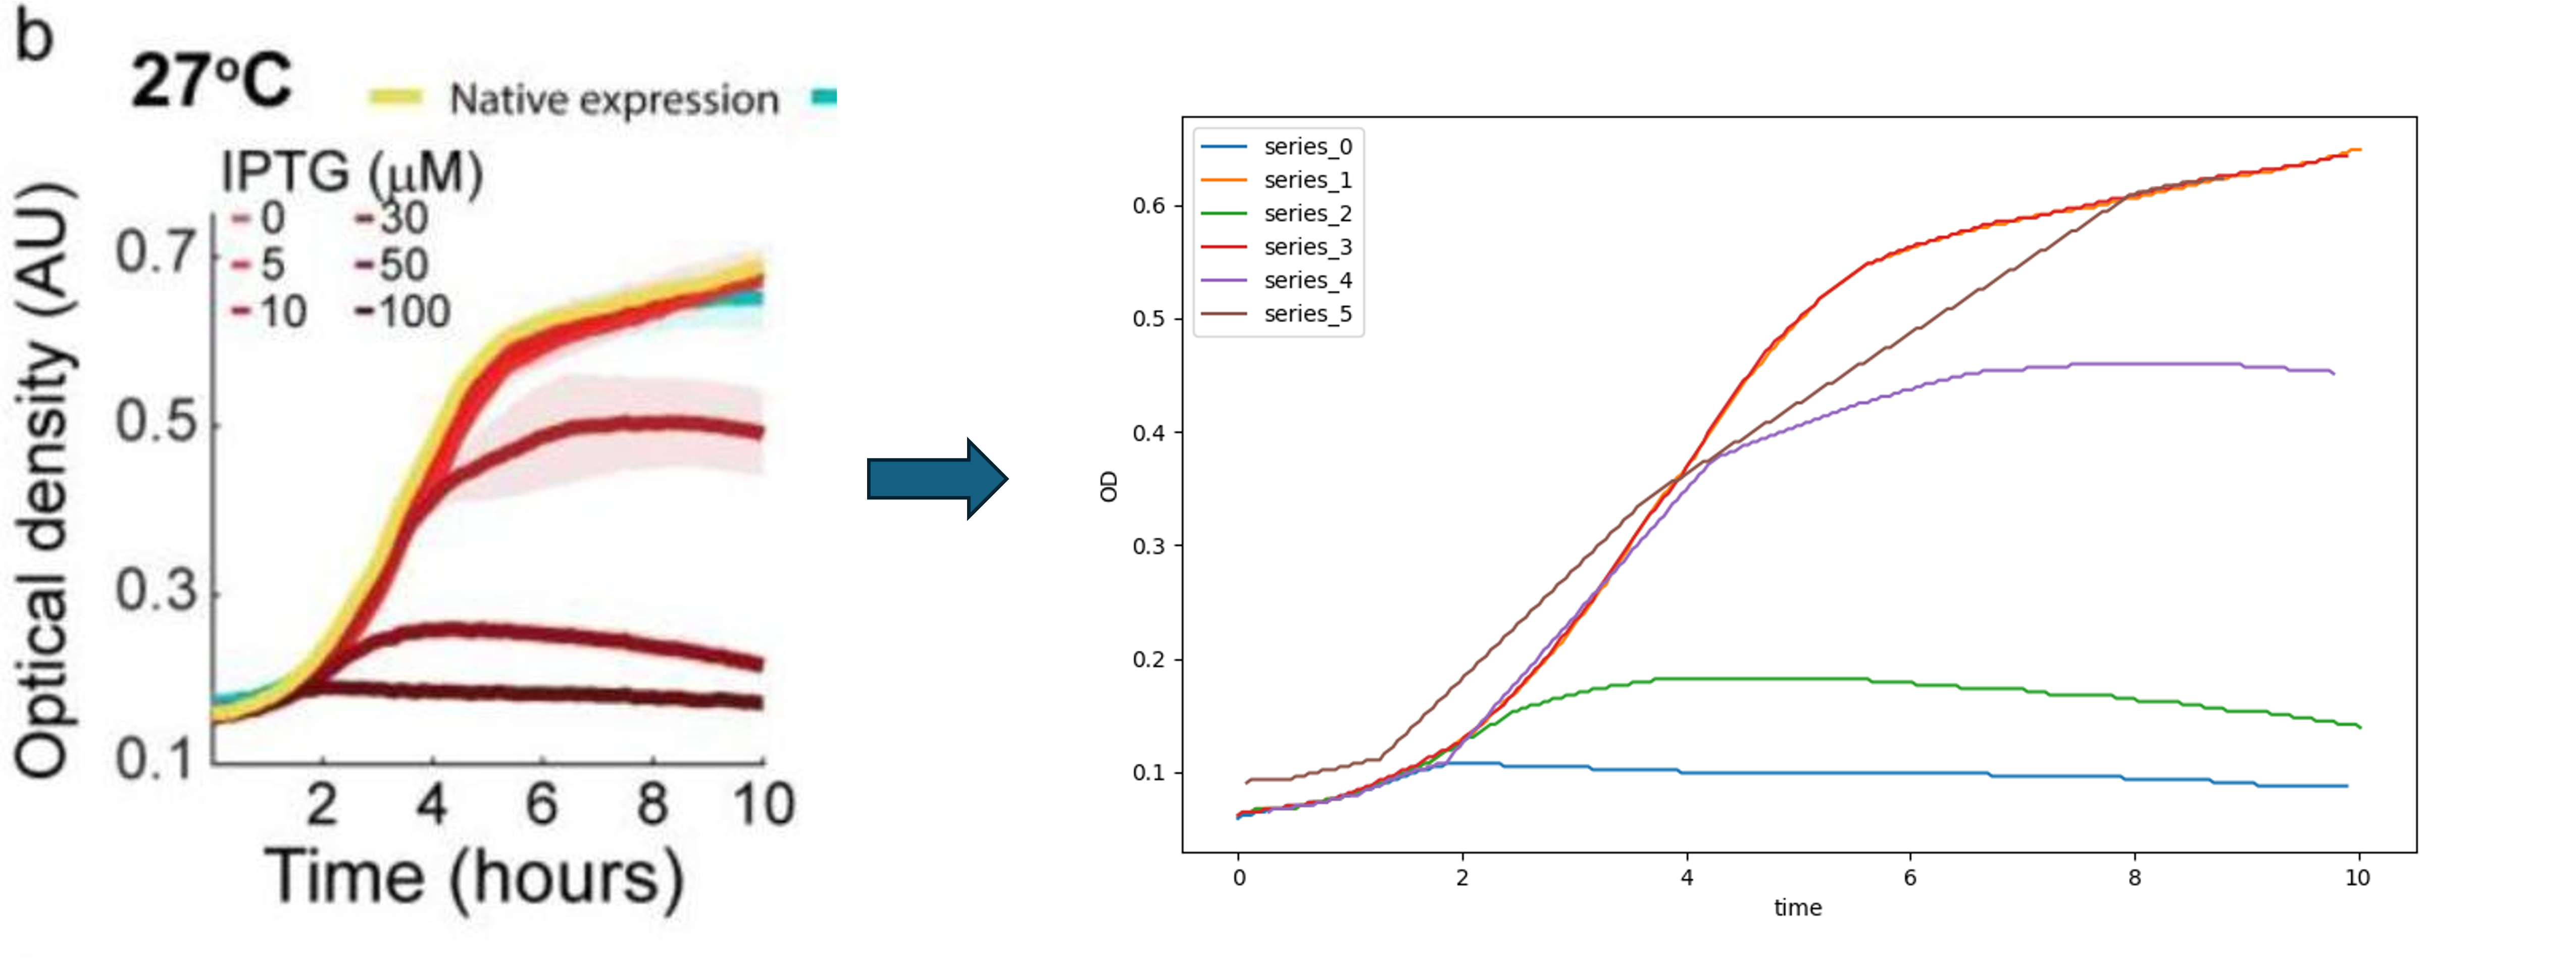 b
27°C
Native expression
IPTG (μM)
0
30
5
50
10
100
Optical density (AU)
0.7
0.5
0.3
0.1
2
4
6
8
10
Time (hours)
series_0
series_1
series_2
series_3
series_4
series_5
OD
0.6
0.5
0.4
0.3
0.2
0.1
0
2
4
6
8
10
time